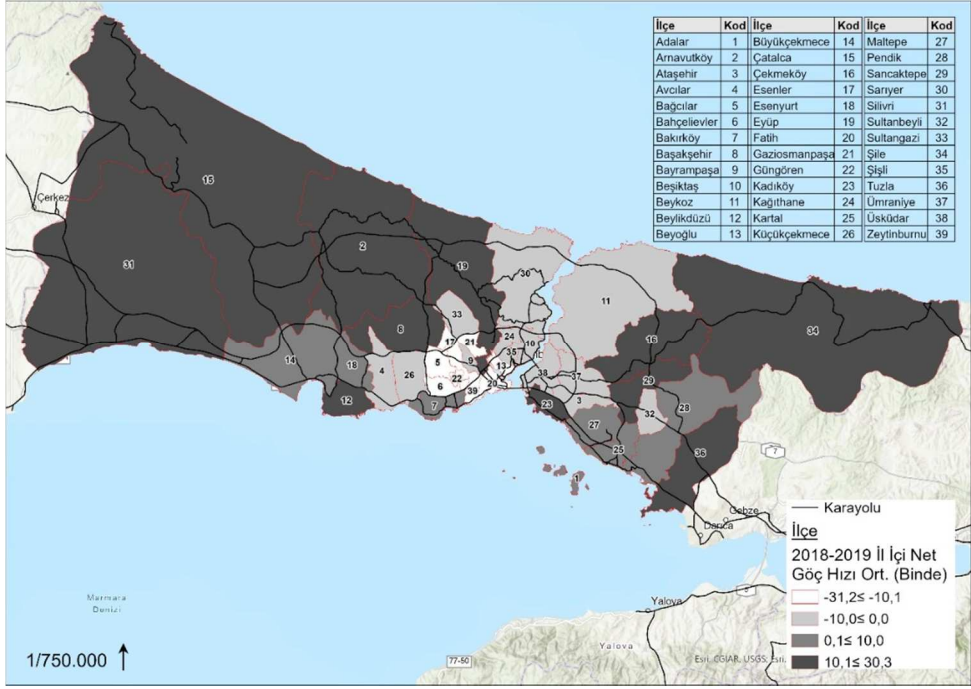 İlçe Kod İlçe Kod İlçe Kod
Adalar 1 Büyükçekmece 14 Maltepe 27
Arnavutköy 2 Çatalca 15 Pendik 28
Ataşehir 3 Çekmeköy 16 Sancaktepe 29
Avcılar 4 Esenler 17 Sarıyer 30
Bağcılar 5 Esenyurt 18 Silivri 31
Bahçelievler 6 Eyüp 19 Sultanbeyli 32
Bakırköy 7 Fatih 20 Sultangazi 33
Başakşehir 8 Gaziosmanpaşa 21 Şile 34
Bayrampaşa 9 Güngören 22 Şişli 35
Beşiktaş 10 Kadıköy 23 Tuzla 36
Beykoz 11 Kağıthane 24 Ümraniye 37
Beylikdüzü 12 Kartal 25 Üsküdar 38
Beyoğlu 13 Küçükçekmece 26 Zeytinburnu 39
15
Çerkez
2
31
19
30
11
33
8
34
17
21
24
10
16
14
18
4
26
5
9
35
13
38
37
29
22
6
20
3
12
7
39
23
32
28
27
25
36
1
7
Gebze
Darıca
Karayolu
İlçe
2018-2019 İl İçi Net
Göç Hızı Ort. (Binde)
-31,2≤ -10,1
-10,0≤ 0,0
0,1≤ 10,0
10,1≤ 30,3
Marmara
Denizi
Yalova
Yalova
77-50
1/750.000
Esri, CGIAR, USGS, Esri,